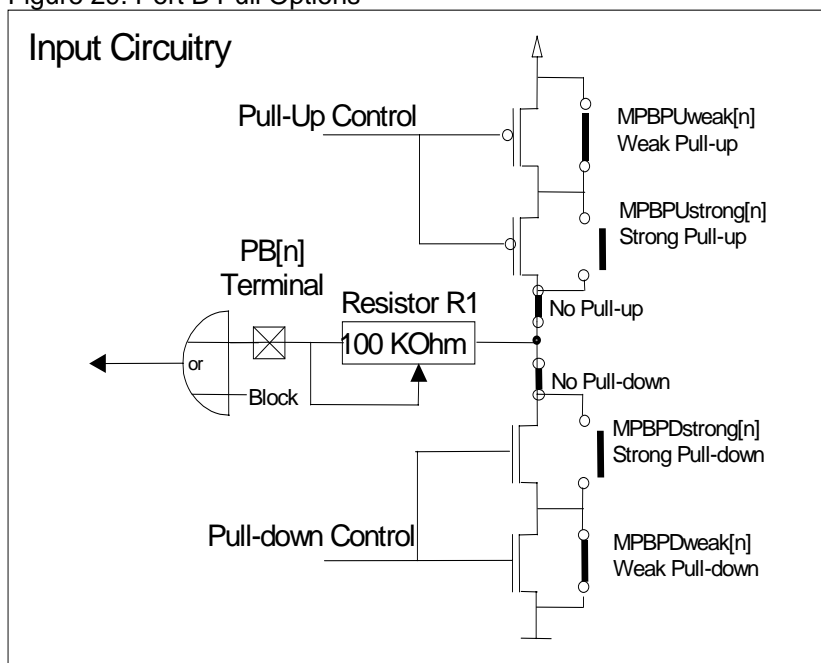 Input Circuitry
Pull-Up Control
MPBPUweak[n]
Weak Pull-up
MPBPUstrong[n]
Strong Pull-up
PB[n]
Terminal
Resistor R1
No Pull-up
100 KOhm
or
No Pull-down
Block
MPBPDstrong[n]
Strong Pull-down
Pull-down Control
MPBPDweak[n]
Weak Pull-down